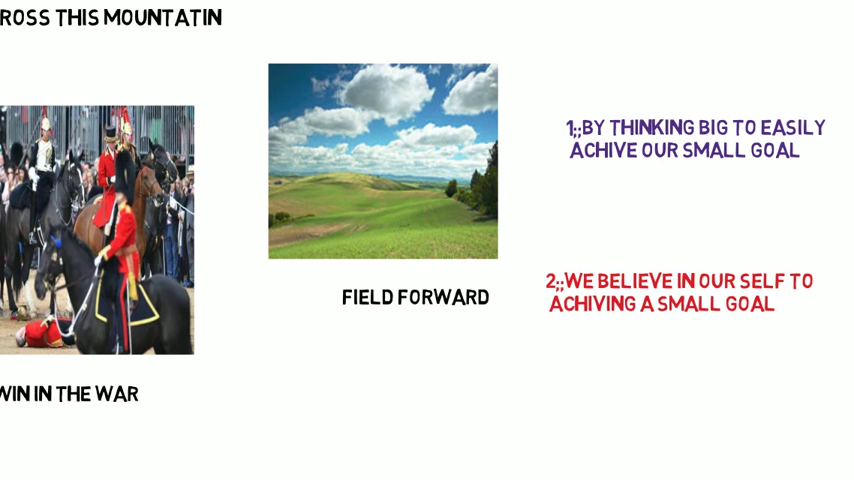 ROSS THIS MOUNTATIN
1;;BY THINKING BIG TO EASILY
ACHIVE OUR SMALL GOAL
2;;WE BELIEVE IN OUR SELF TO
ACHIVING A SMALL GOAL
FIELD FORWARD
WIN IN THE WAR